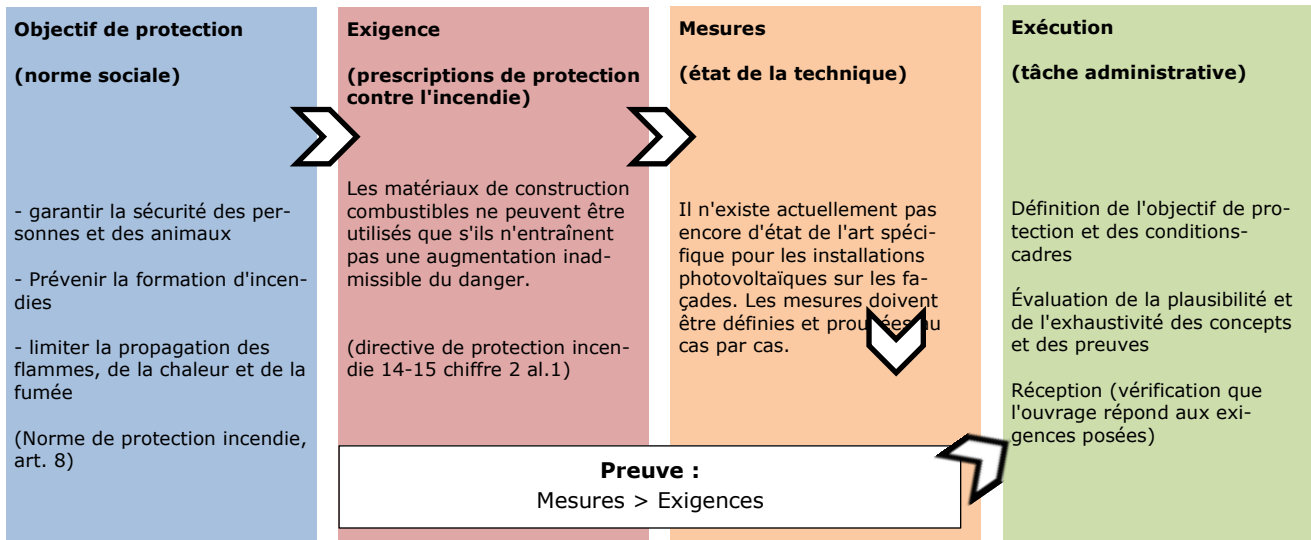 Objectif de protection
(norme sociale)
- garantir la sécurité des per-
sonnes et des animaux
- Prévenir la formation d'incen-
dies
- limiter la propagation des
flammes, de la chaleur et de la
fumée
(Norme de protection incendie,
art. 8)
Exigence
(prescriptions de protection
contre l'incendie)
Les matériaux de construction
combustibles ne peuvent être
utilisés que s'ils n'entraînent
pas une augmentation inad-
missible du danger.
(directive de protection incen-
die 14-15 chiffre 2 al.1)
Mesures
(état de la technique)
Il n'existe actuellement pas
encore d'état de l'art spéci-
fique pour les installations
photovoltaïques sur les fa-
çades. Les mesures doivent
être définies et
cas par cas.
Preuve :
Mesures > Exigences
Exécution
(tâche administrative)
Définition de l'objectif de pro-
tection et des conditions-
cadres
Évaluation de la plausibilité et
de l'exhaustivité des concepts
et des preuves
Réception (vérification que
l'ouvrage répond aux exi-
gences posées)